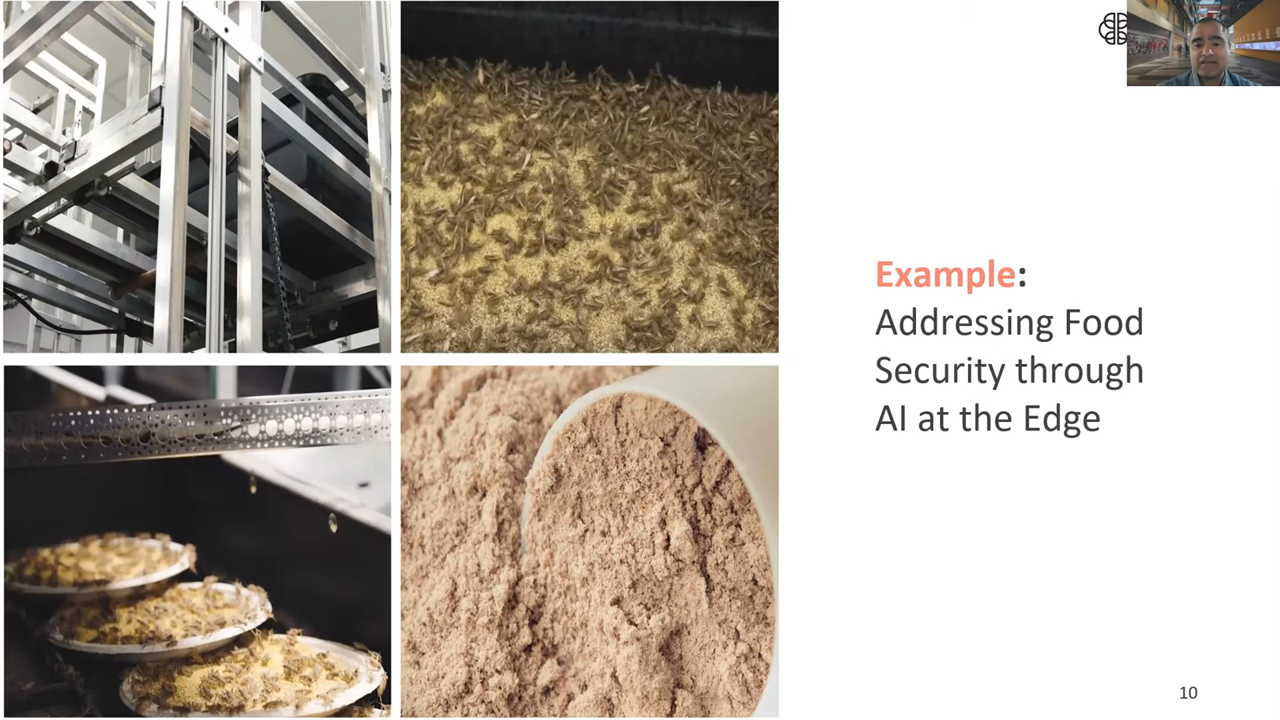 Example:
Addressing Food
Security through
AI at the Edge
10